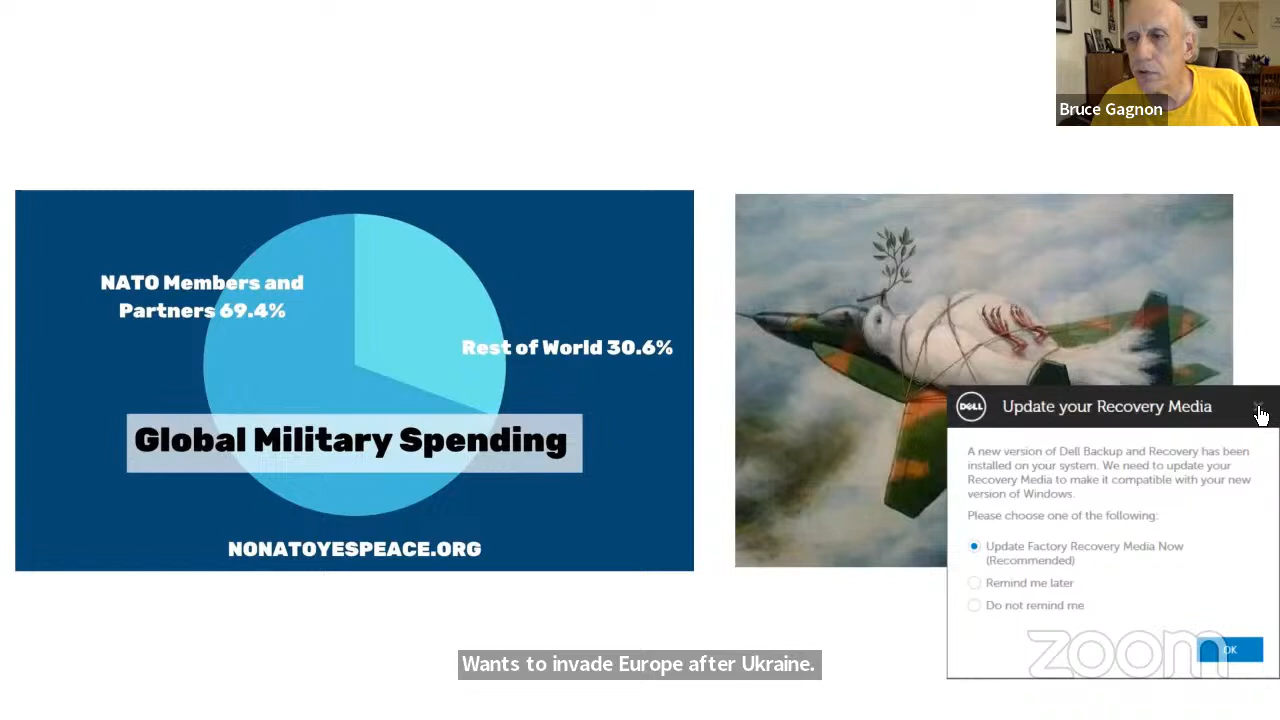 Bruce Gagnon
NATO Members and
Partners 69.4%
Rest of World 30.6%
Global Military Spending
NONATOYESPEACE.ORG
DELL
Update your Recovery Media
A new version of Dell Backup and Recovery has been
installed on your system. We need to update your
Recovery Media to make it compatible with your new
version of Windows.
Please choose one of the following:
Update Factory Recovery Media Now
(Recommended)
Remind me later
Do not remind me
OK
zoom
Wants to invade Europe after Ukraine.